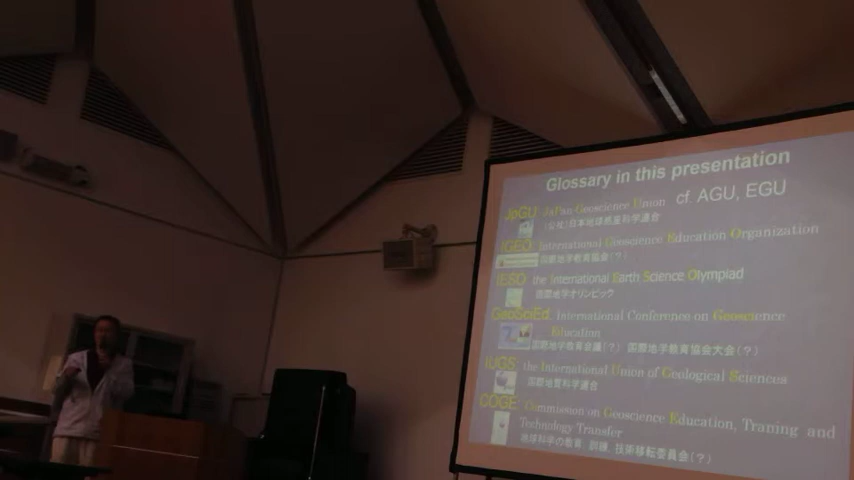 Glossary in this presentation
JpGU JaPan Geoscience Union cf. AGU, EGU
(公社)日本地球惑星科学連合
IGEO International Geoscience Education Organization
国際地学教育協会(?)
IESO the International Earth Science Olympiad
国際地学オリンピック
GeoSciEd International Conference on Geoscience
Education
国際地学教育会議(?) 国際地学教育協会大会(?)
IUGS the International Union of Geological Sciences
国際地質科学連合
COGE Commission on Geoscience Education, Traning and
Technology Transfer
地球科学の教育、訓練、技術移転委員会(?)